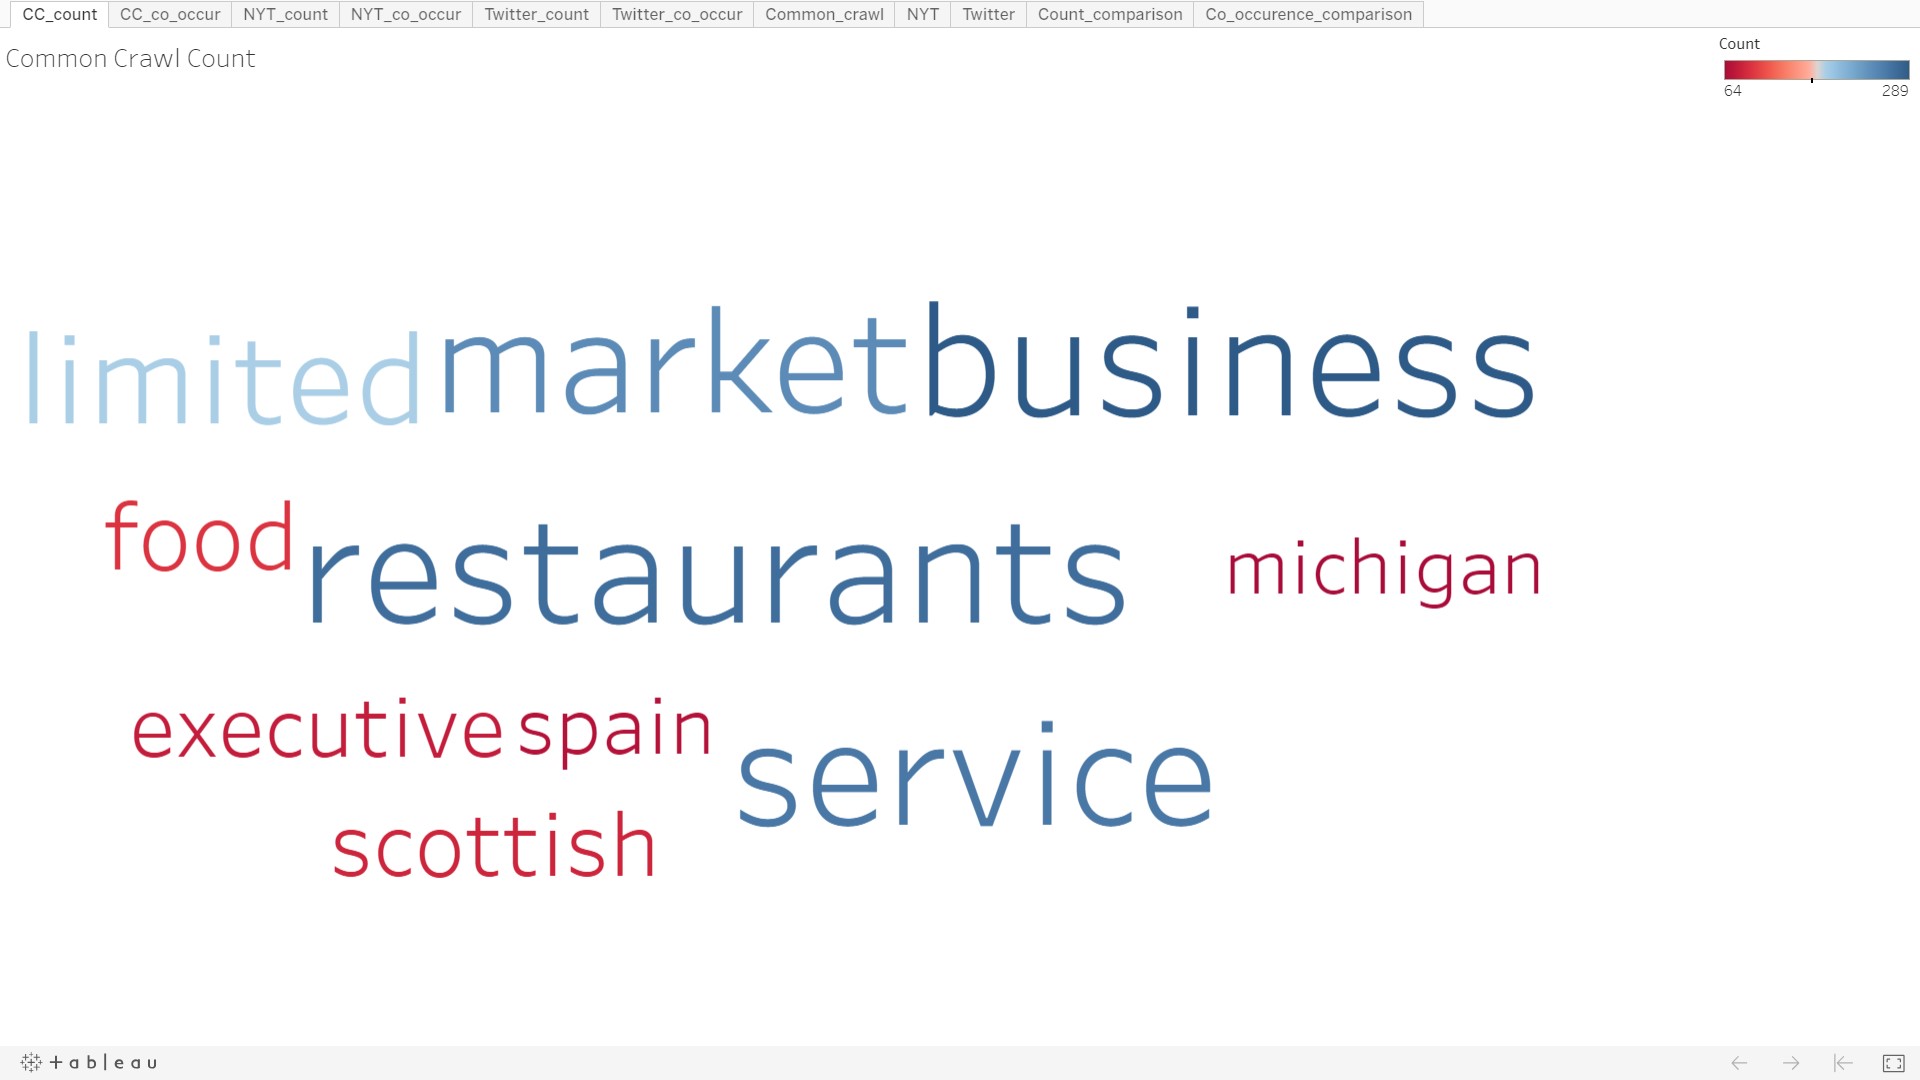 CC_count CC_co_occur NYT_count NYT_co_occur Twitter_count Twitter_co_occur Common_crawl NYT Twitter Count_comparison Co_occurence_comparison
Common Crawl Count
Count
64 289
limited market business
food restaurants michigan
executive spain service
scottish
+ a b | e a u